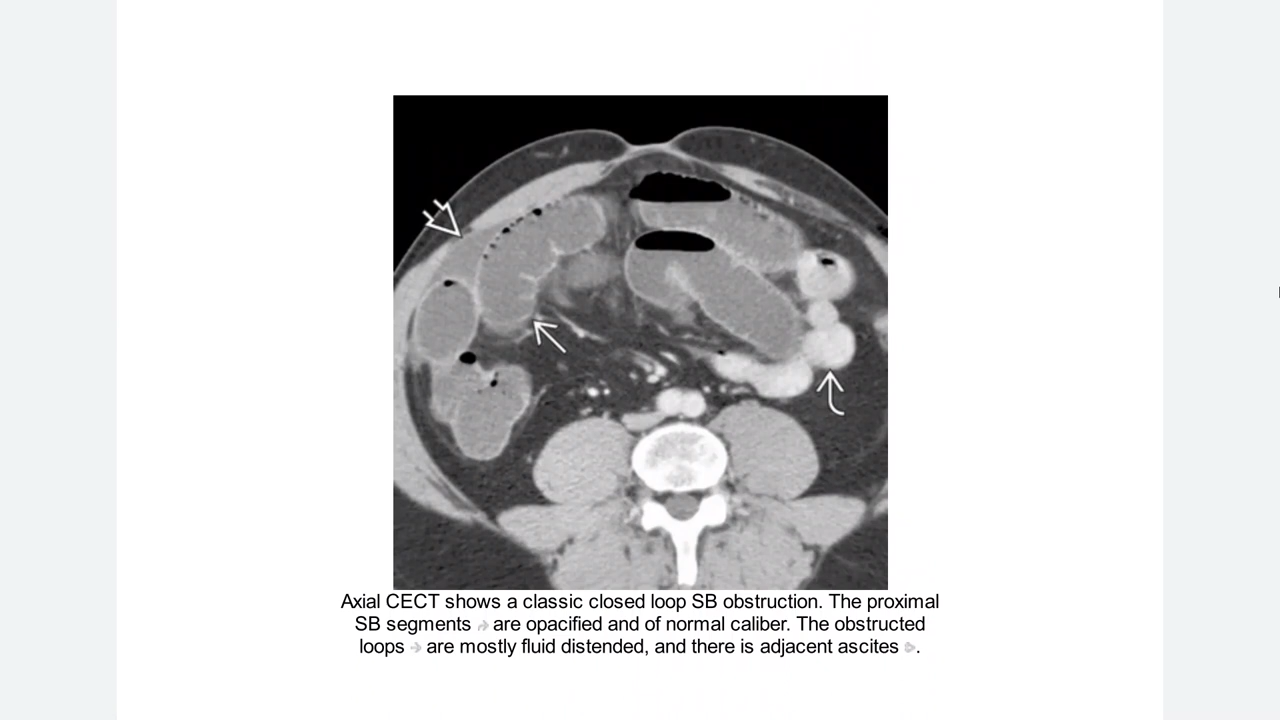 Axial CECT shows a classic closed loop SB obstruction. The proximal
SB segments are opacified and of normal caliber. The obstructed
loops are mostly fluid distended, and there is adjacent ascites .